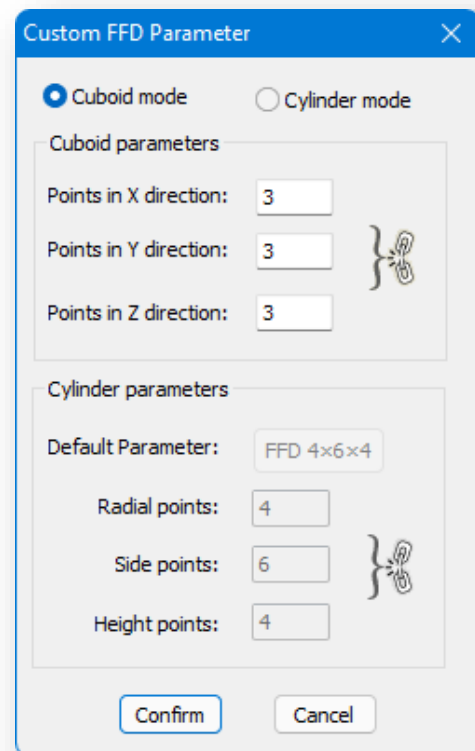 Custom FFD Parameter
Cuboid mode Cylinder mode
Cuboid parameters
Points in X direction: 3
Points in Y direction: 3
Points in Z direction: 3
Cylinder parameters
Default Parameter: FFD 4×6×4
Radial points: 4
Side points: 6
Height points: 4
Confirm Cancel